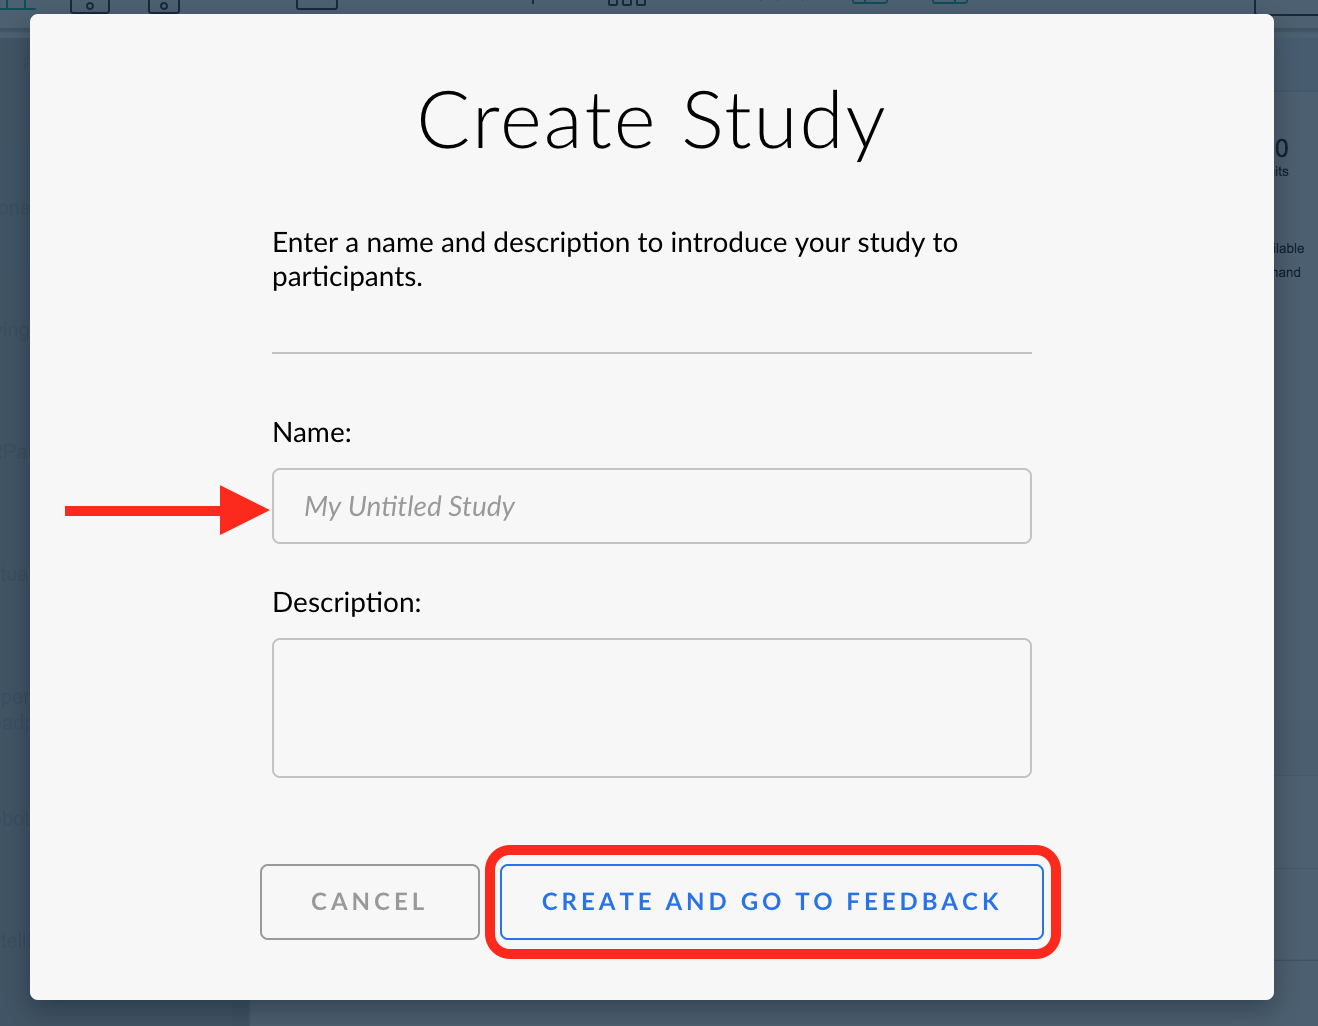 Create Study
Enter a name and description to introduce your study to
participants.
Name:
My Untitled Study
Description:
CANCEL
CREATE AND GO TO FEEDBACK